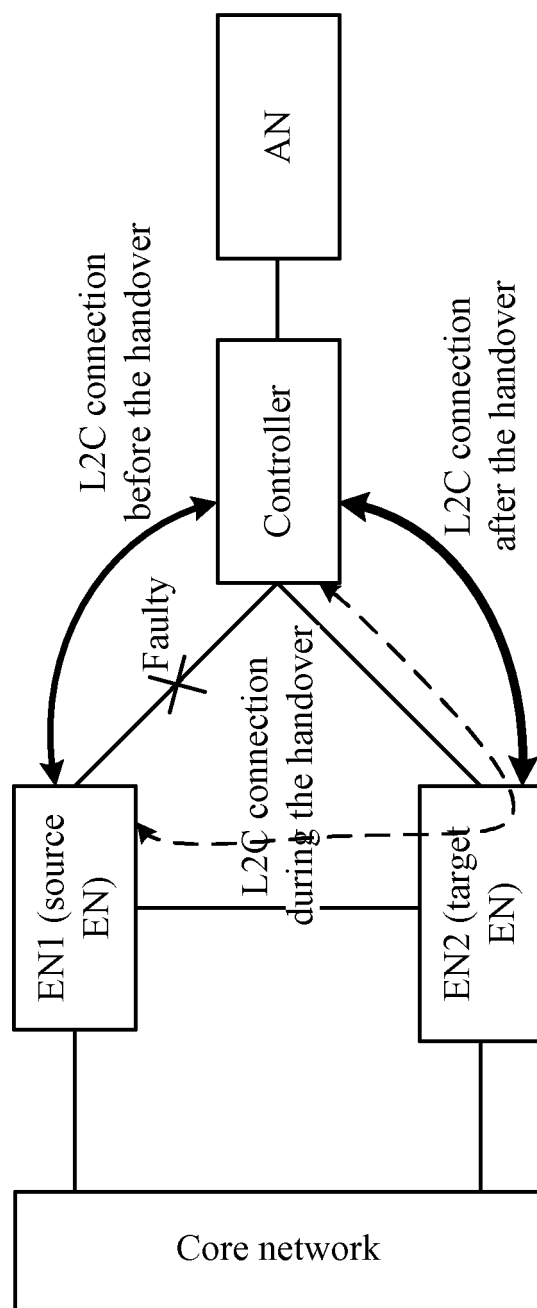 AN
L2C connection
before the handover
Controller
L2C connection
after the handover
Faulty
L2C connection
during the handover
EN1 (source
EN)
EN2 (target
EN)
Core network